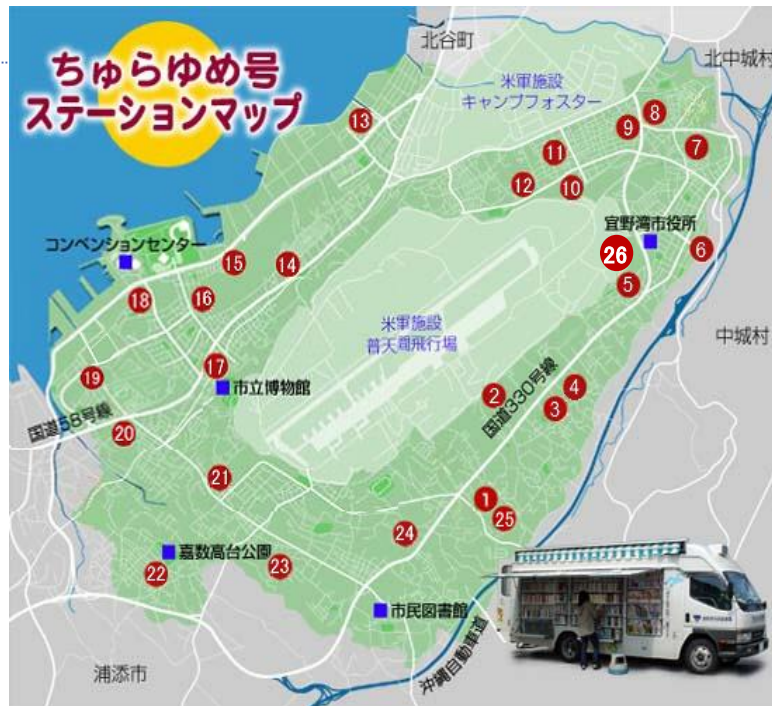 ちゅらゆめ号
ステーションマップ
北谷町
北中城村
米軍施設
キャンプフォスター
13
8
9
7
11
12
10
宜野湾市役所
コンベンションセンター
26
6
15
14
5
18
16
米軍施設
普天間飛行場
中城村
17
19
市立博物館
2
4
3
国道330号線
国道58号線
20
21
1
25
24
嘉数高台公園
22
23
市民図書館
沖縄自動車道
浦添市